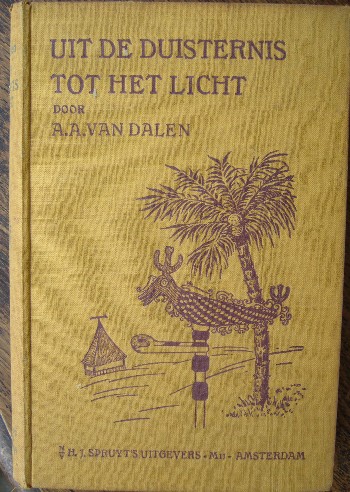 UIT DE DUISTERNIS
TOT HET LICHT
DOOR
A.A. VAN DALEN
N/V H. J. SPRUYT'S UITGEVERS - Mij - AMSTERDAM